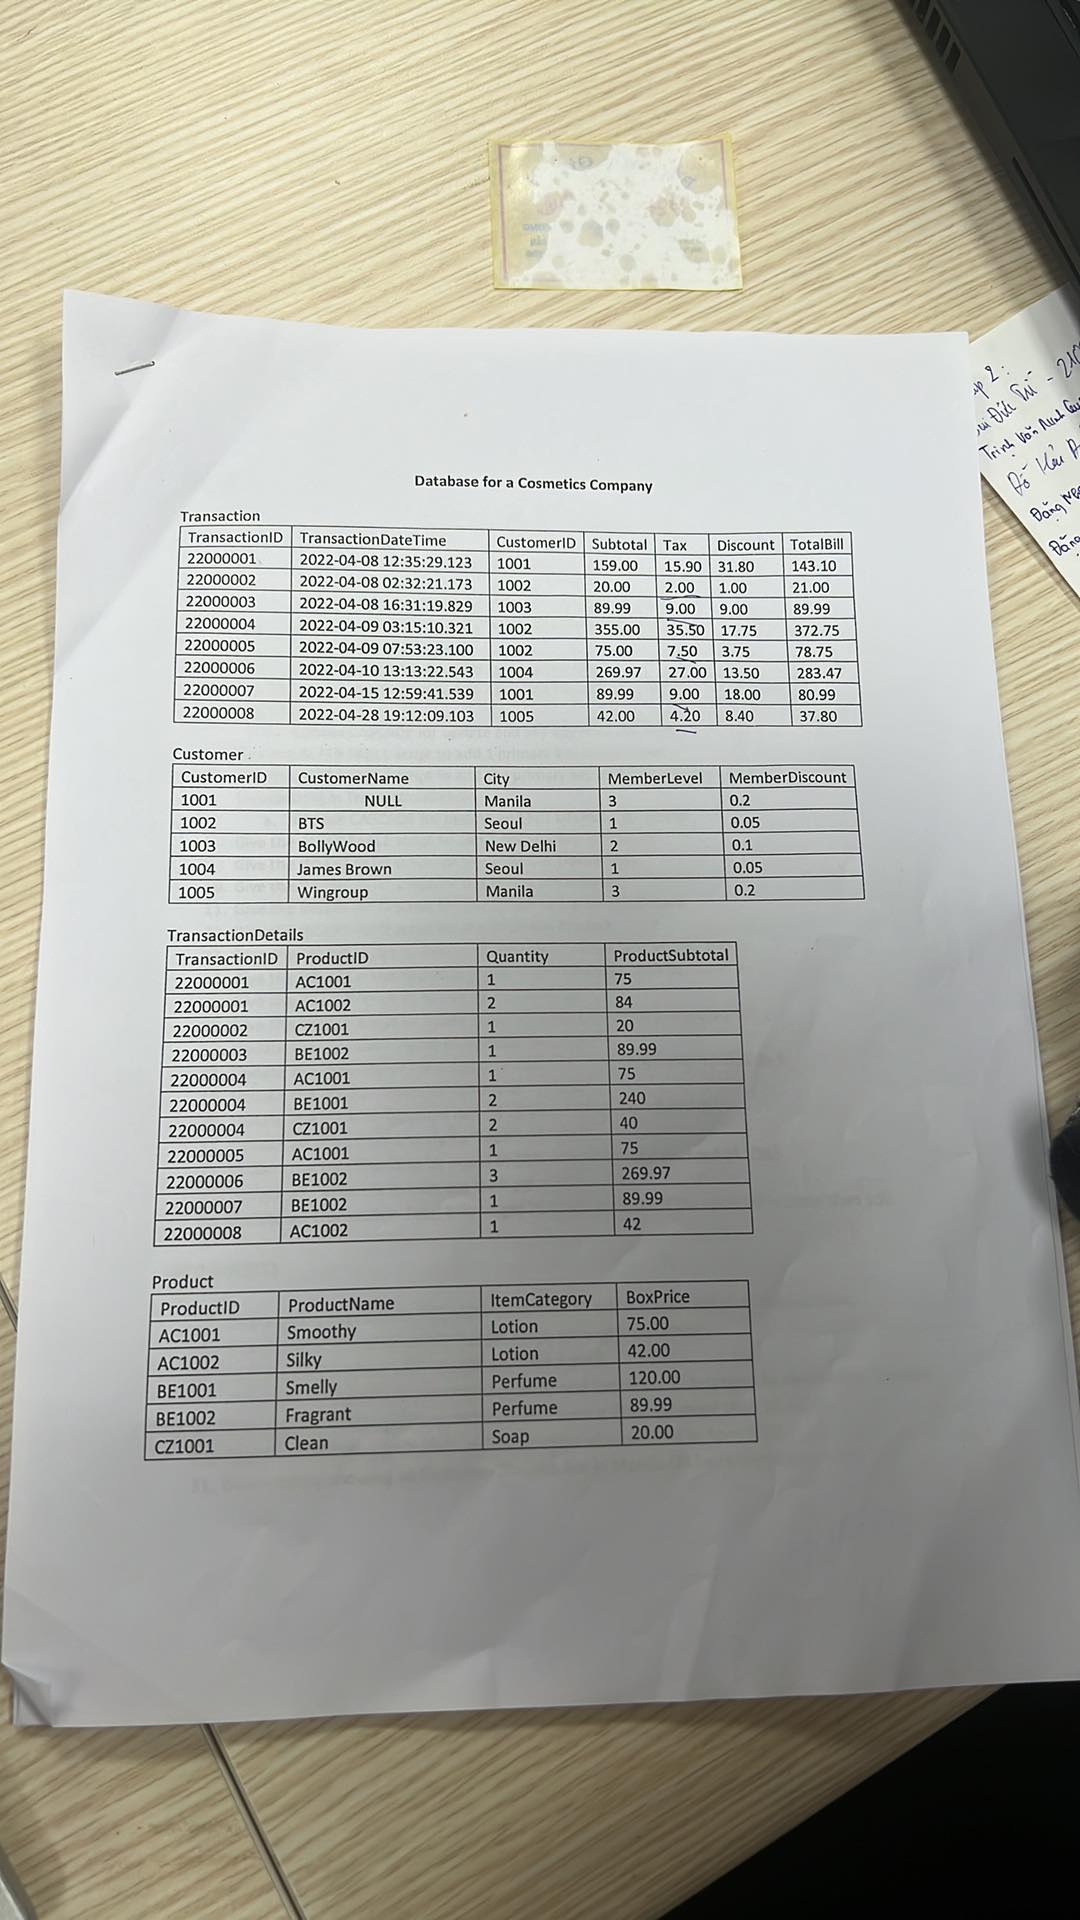 Database for a Cosmetics Company
Transaction
TransactionID TransactionDateTime CustomerID Subtotal Tax Discount TotalBill
22000001 2022-04-08 12:35:29.123 1001 159.00 15.90 31.80 143.10
22000002 2022-04-08 02:32:21.173 1002 20.00 2.00 1.00 21.00
22000003 2022-04-08 16:31:19.829 1003 89.99 9.00 9.00 89.99
22000004 2022-04-09 03:15:10.321 1002 355.00 35.50 17.75 372.75
22000005 2022-04-09 07:53:23.100 1002 75.00 7.50 3.75 78.75
22000006 2022-04-10 13:13:22.543 1004 269.97 27.00 13.50 283.47
22000007 2022-04-15 12:59:41.539 1001 89.99 9.00 18.00 80.99
22000008 2022-04-28 19:12:09.103 1005 42.00 4.20 8.40 37.80
Customer
CustomerID CustomerName City MemberLevel MemberDiscount
1001 NULL Manila 3 0.2
1002 BTS Seoul 1 0.05
1003 BollyWood New Delhi 2 0.1
1004 James Brown Seoul 1 0.05
1005 Wingroup Manila 3 0.2
TransactionDetails
TransactionID ProductID Quantity ProductSubtotal
22000001 AC1001 1 75
22000001 AC1002 2 84
22000002 CZ1001 1 20
22000003 BE1002 1 89.99
22000004 AC1001 1 75
22000004 BE1001 2 240
22000004 CZ1001 2 40
22000005 AC1001 1 75
22000006 BE1002 3 269.97
22000007 BE1002 1 89.99
22000008 AC1002 1 42
Product
ProductID ProductName ItemCategory BoxPrice
AC1001 Smoothy Lotion 75.00
AC1002 Silky Lotion 42.00
BE1001 Smelly Perfume 120.00
BE1002 Fragrant Perfume 89.99
CZ1001 Clean Soap 20.00
2:
Trịnh Văn
Đỗ
Đặng
Đặng